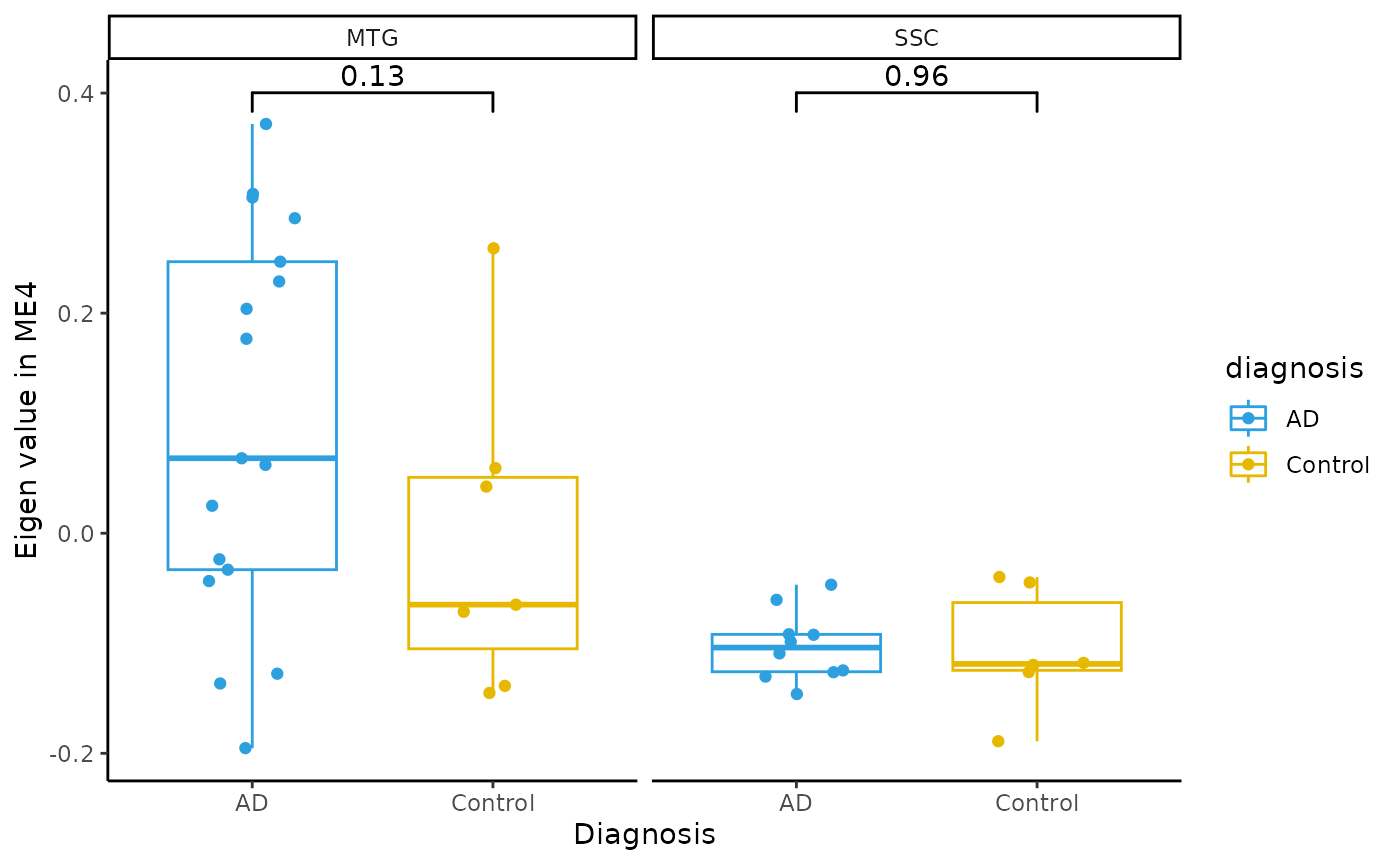 MTG
SSC
0.13
0.96
0.4
0.2
0.0
-0.2
Eigen value in ME4
AD
Control
AD
Control
Diagnosis
diagnosis
AD
Control